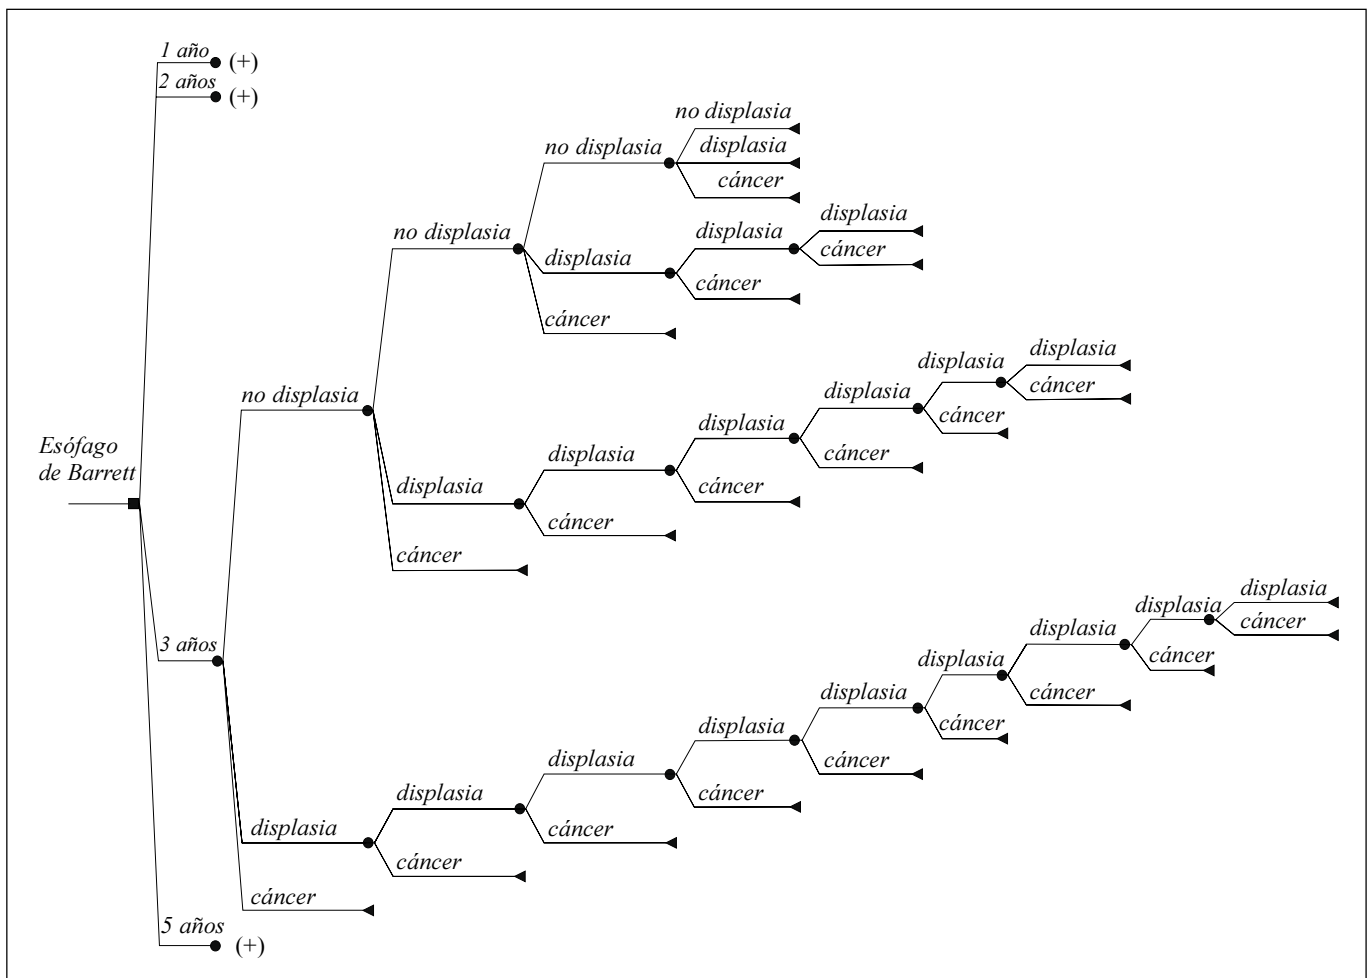 1 año (+)
2 años (+)
no displasia
no displasia displasia
cáncer
displasia
no displasia displasia
cáncer
displasia
cáncer
cáncer
displasia
displasia
cáncer
no displasia displasia
cáncer
displasia
cáncer
Esófago
de Barrett
displasia
cáncer
displasia
cáncer
cáncer
displasia
displasia
cáncer
3 años displasia
cáncer
displasia
cáncer
displasia
cáncer
displasia
cáncer
displasia
cáncer
displasia
displasia
cáncer
cáncer
cáncer
5 años (+)